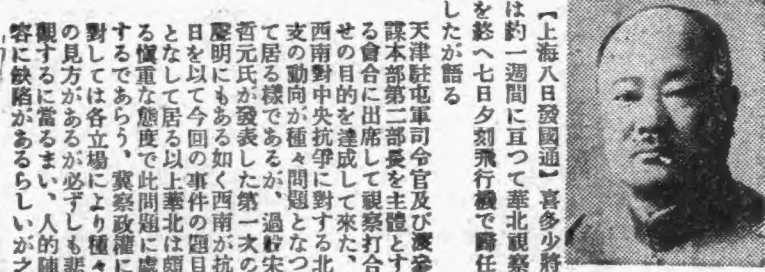 【上海八日發國通】喜多少將
は約一週間に亙つて華北視察
を終へ七日夕刻飛行機で歸任
したが語る
天津駐屯軍司令官及び
謀本部第二部長を主體とす
る會合に出席して視察打合
せの目的を達成して來た、
西南對中央抗爭に對する北
支の動向が種々問題となつ
て居る樣であるが、過般宋
哲元氏が發表した第一次の
聲明にもある如く西南が抗
日を以て今回の事件の題目
となして居る以上華北は頗
る愼重な態度で此問題に處
するであらう、冀察政權に
對しては各立場により種々
の見方があるが必ずしも悲
觀するに當るまい、人的陣
容に缺陷があるらしいが之